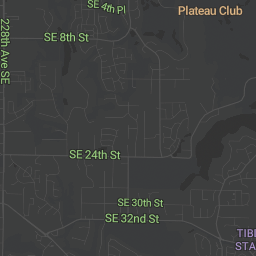 SE 4th Pl
Plateau Club
SE 8th St
228th Ave SE
SE 24th St
SE 30th St
SE 32nd St
TIB
STA